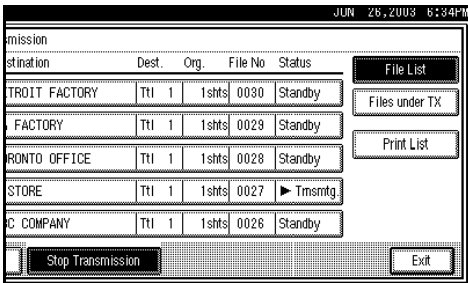 JUN 26,2003 6:34PM
mission
stination Dest. Org. File No Status
File List
TROIT FACTORY Ttl 1 1shts 0030 Standby
Files under TX
FACTORY Ttl 1 1shts 0029 Standby
Print List
RONTO OFFICE Ttl 1 1shts 0028 Standby
STORE Ttl 1 1shts 0027 ► Trnsmtg.
C COMPANY Ttl 1 1shts 0026 Standby
Stop Transmission Exit